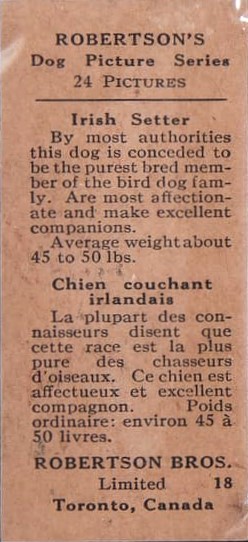 ROBERTSON'S
Dog Picture Series
24 PICTURES
Irish Setter
By most authorities
this dog is conceded to
be the purest bred mem-
ber of the bird dog fam-
ly. Are most affection-
ate and make excellent
companions.
Average weight about
45 to 50 lbs.
Chien couchant
irlandais
La plupart des con-
naisseurs disent que
cette race est la plus
pure des chasseurs
d'oiseaux. Ce chien est
affectueux et excellent
compagnon. Poids
ordinaire: environ 45 à
50 livres.
ROBERTSON BROS.
Limited 18
Toronto, Canada